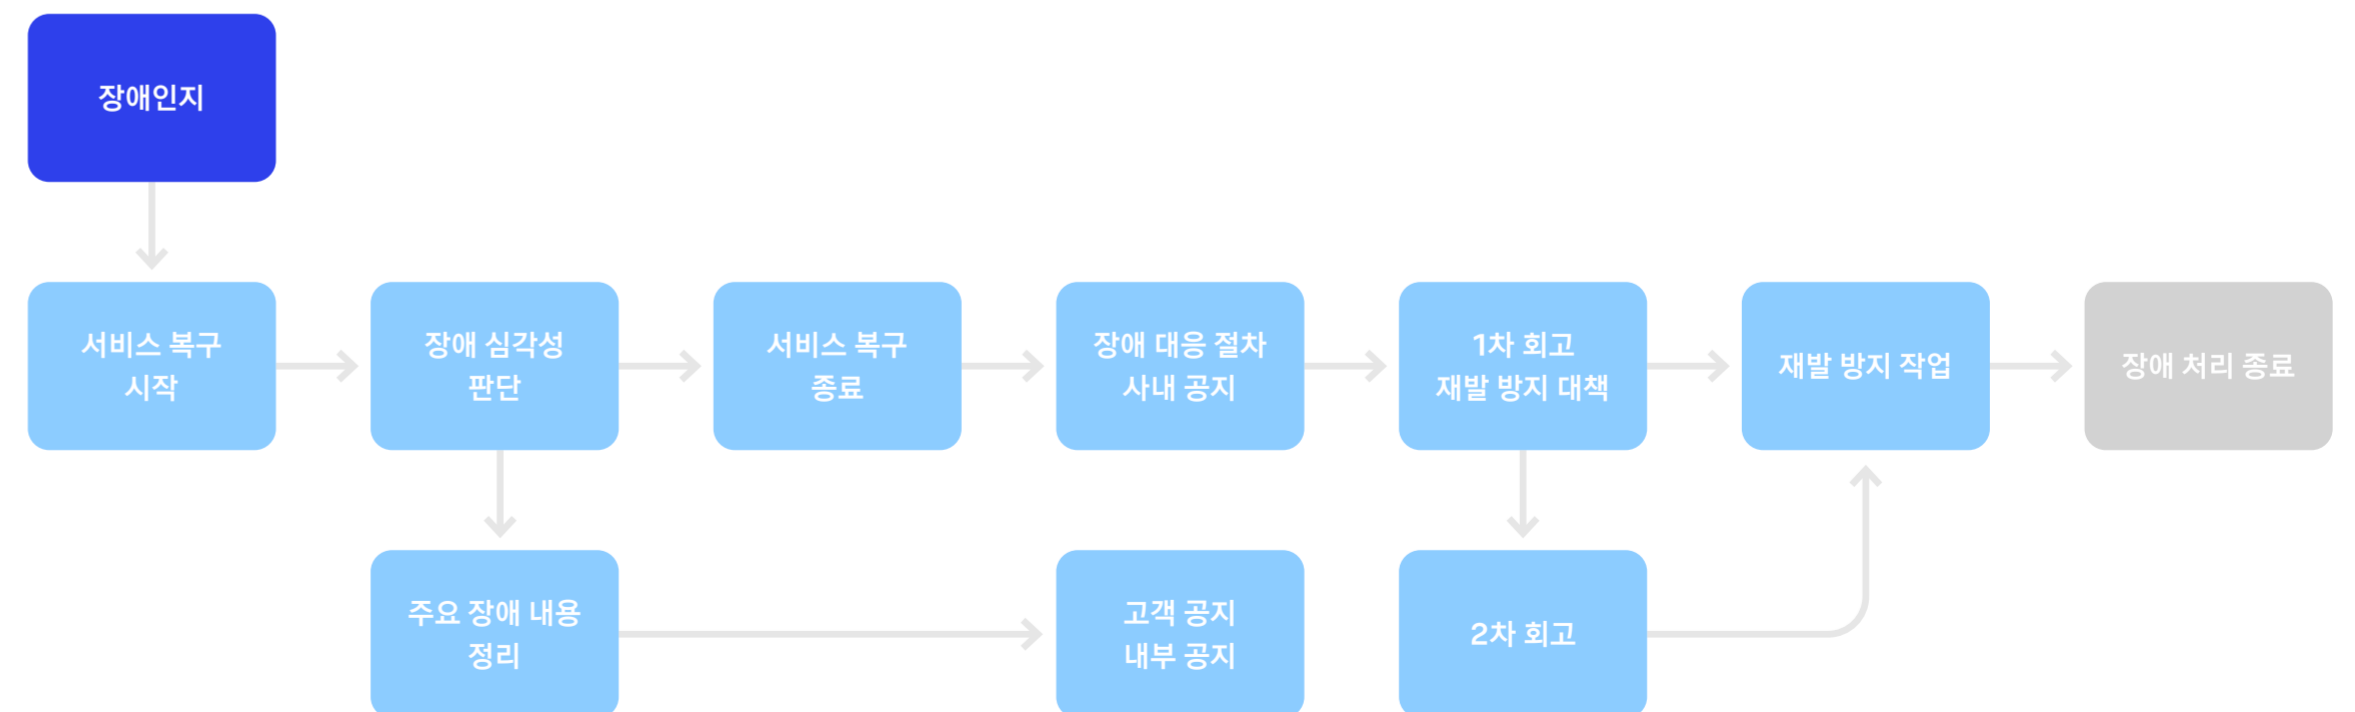 장애인지
서비스 복구
시작
장애 심각성
판단
서비스 복구
종료
장애 대응 절차
사내 공지
1차 회고
재발 방지 대책
재발 방지 작업
장애 처리 종료
주요 장애 내용
정리
고객 공지
내부 공지
2차 회고